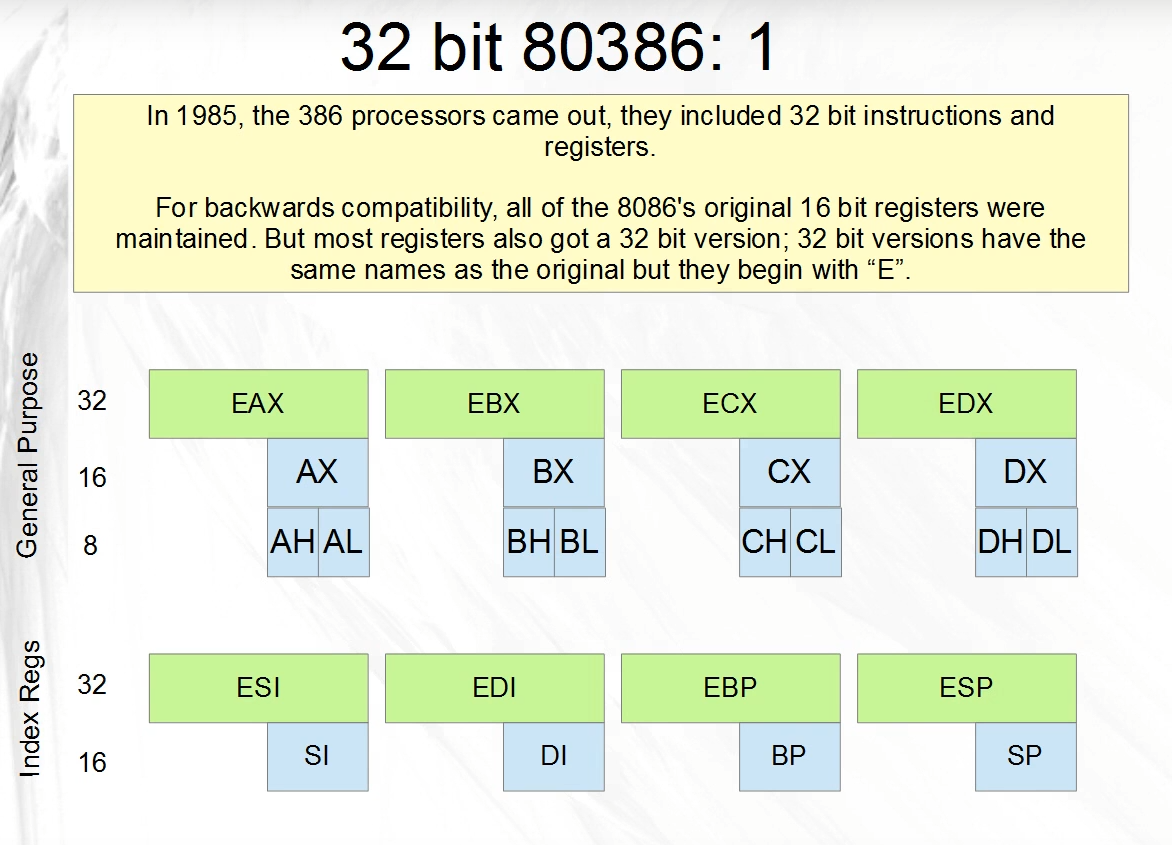 32 bit 80386: 1
In 1985, the 386 processors came out, they included 32 bit instructions and
registers.
For backwards compatibility, all of the 8086's original 16 bit registers were
maintained. But most registers also got a 32 bit version; 32 bit versions have the
same names as the original but they begin with “E”.
General Purpose
32 EAX EBX ECX EDX
16 AX BX CX DX
8 AH AL BH BL CH CL DH DL
Index Regs
32 ESI EDI EBP ESP
16 SI DI BP SP